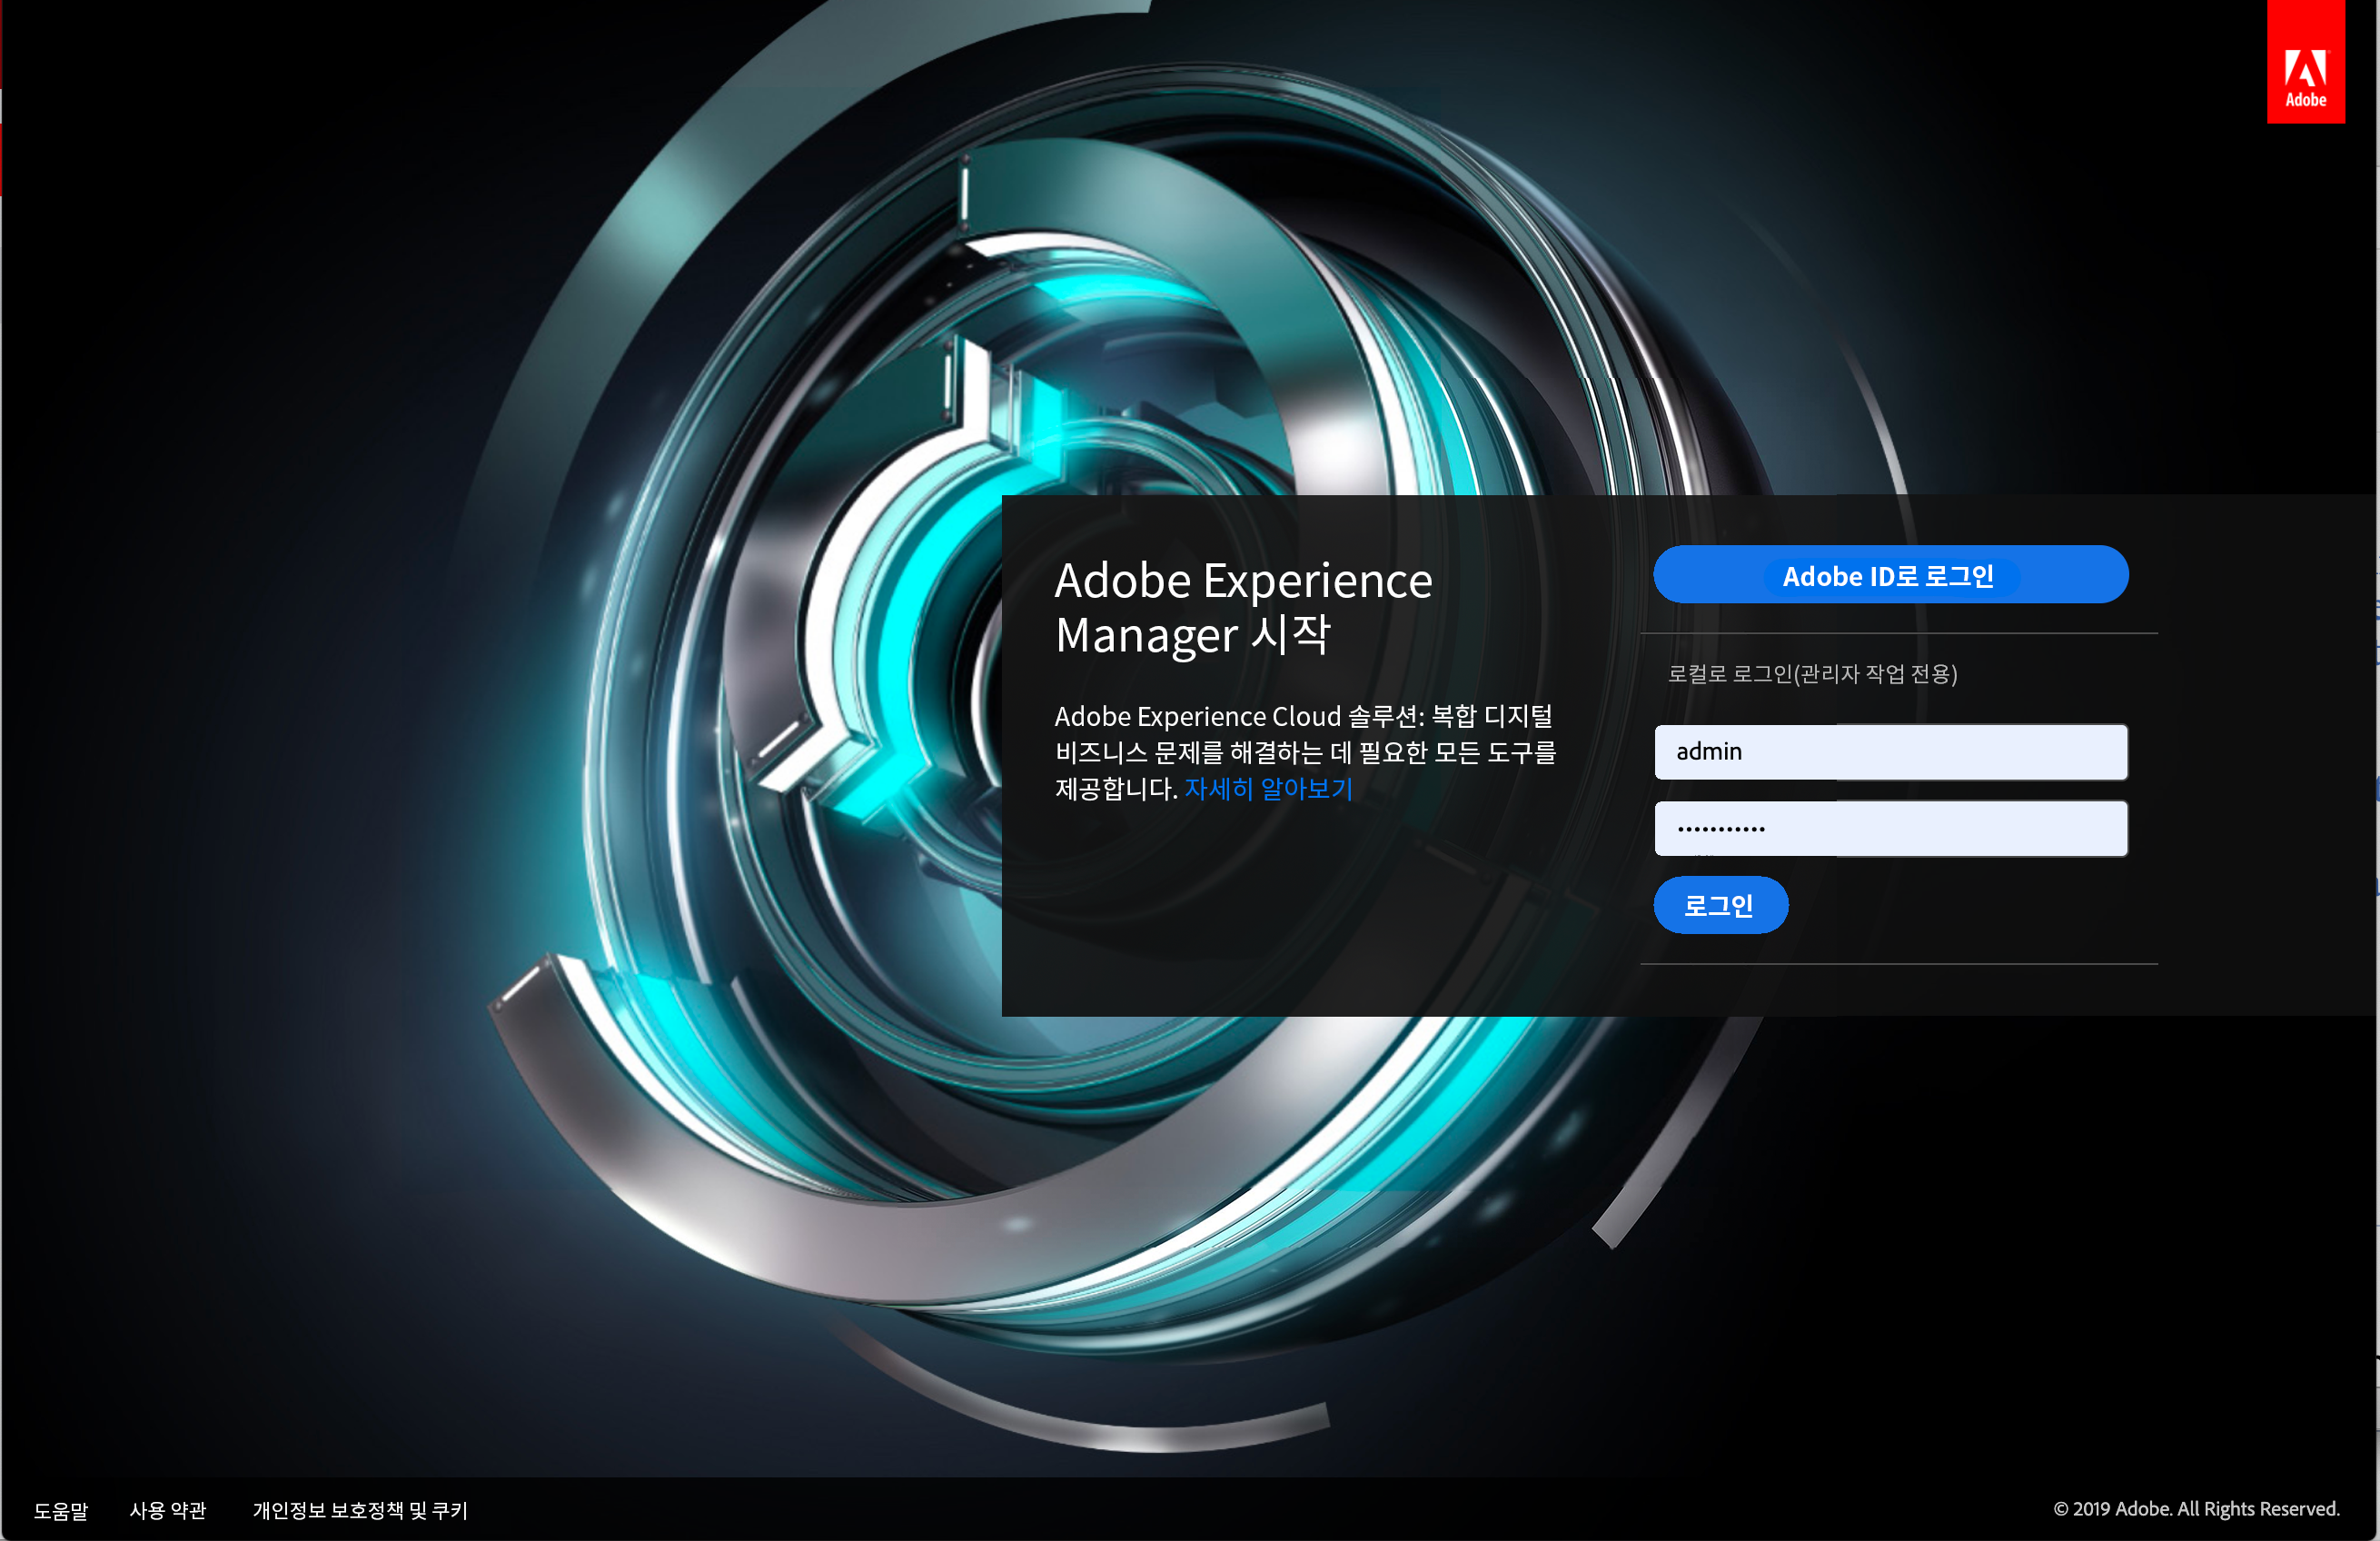 Adobe
Adobe Experience
Manager 시작
Adobe Experience Cloud 솔루션: 복합 디지털
비즈니스 문제를 해결하는 데 필요한 모든 도구를
제공합니다. 자세히 알아보기
Adobe ID로 로그인
로컬로 로그인(관리자 작업 전용)
admin
•••••••••••
로그인
도움말 사용 약관 개인정보 보호정책 및 쿠키
© 2019 Adobe. All Rights Reserved.